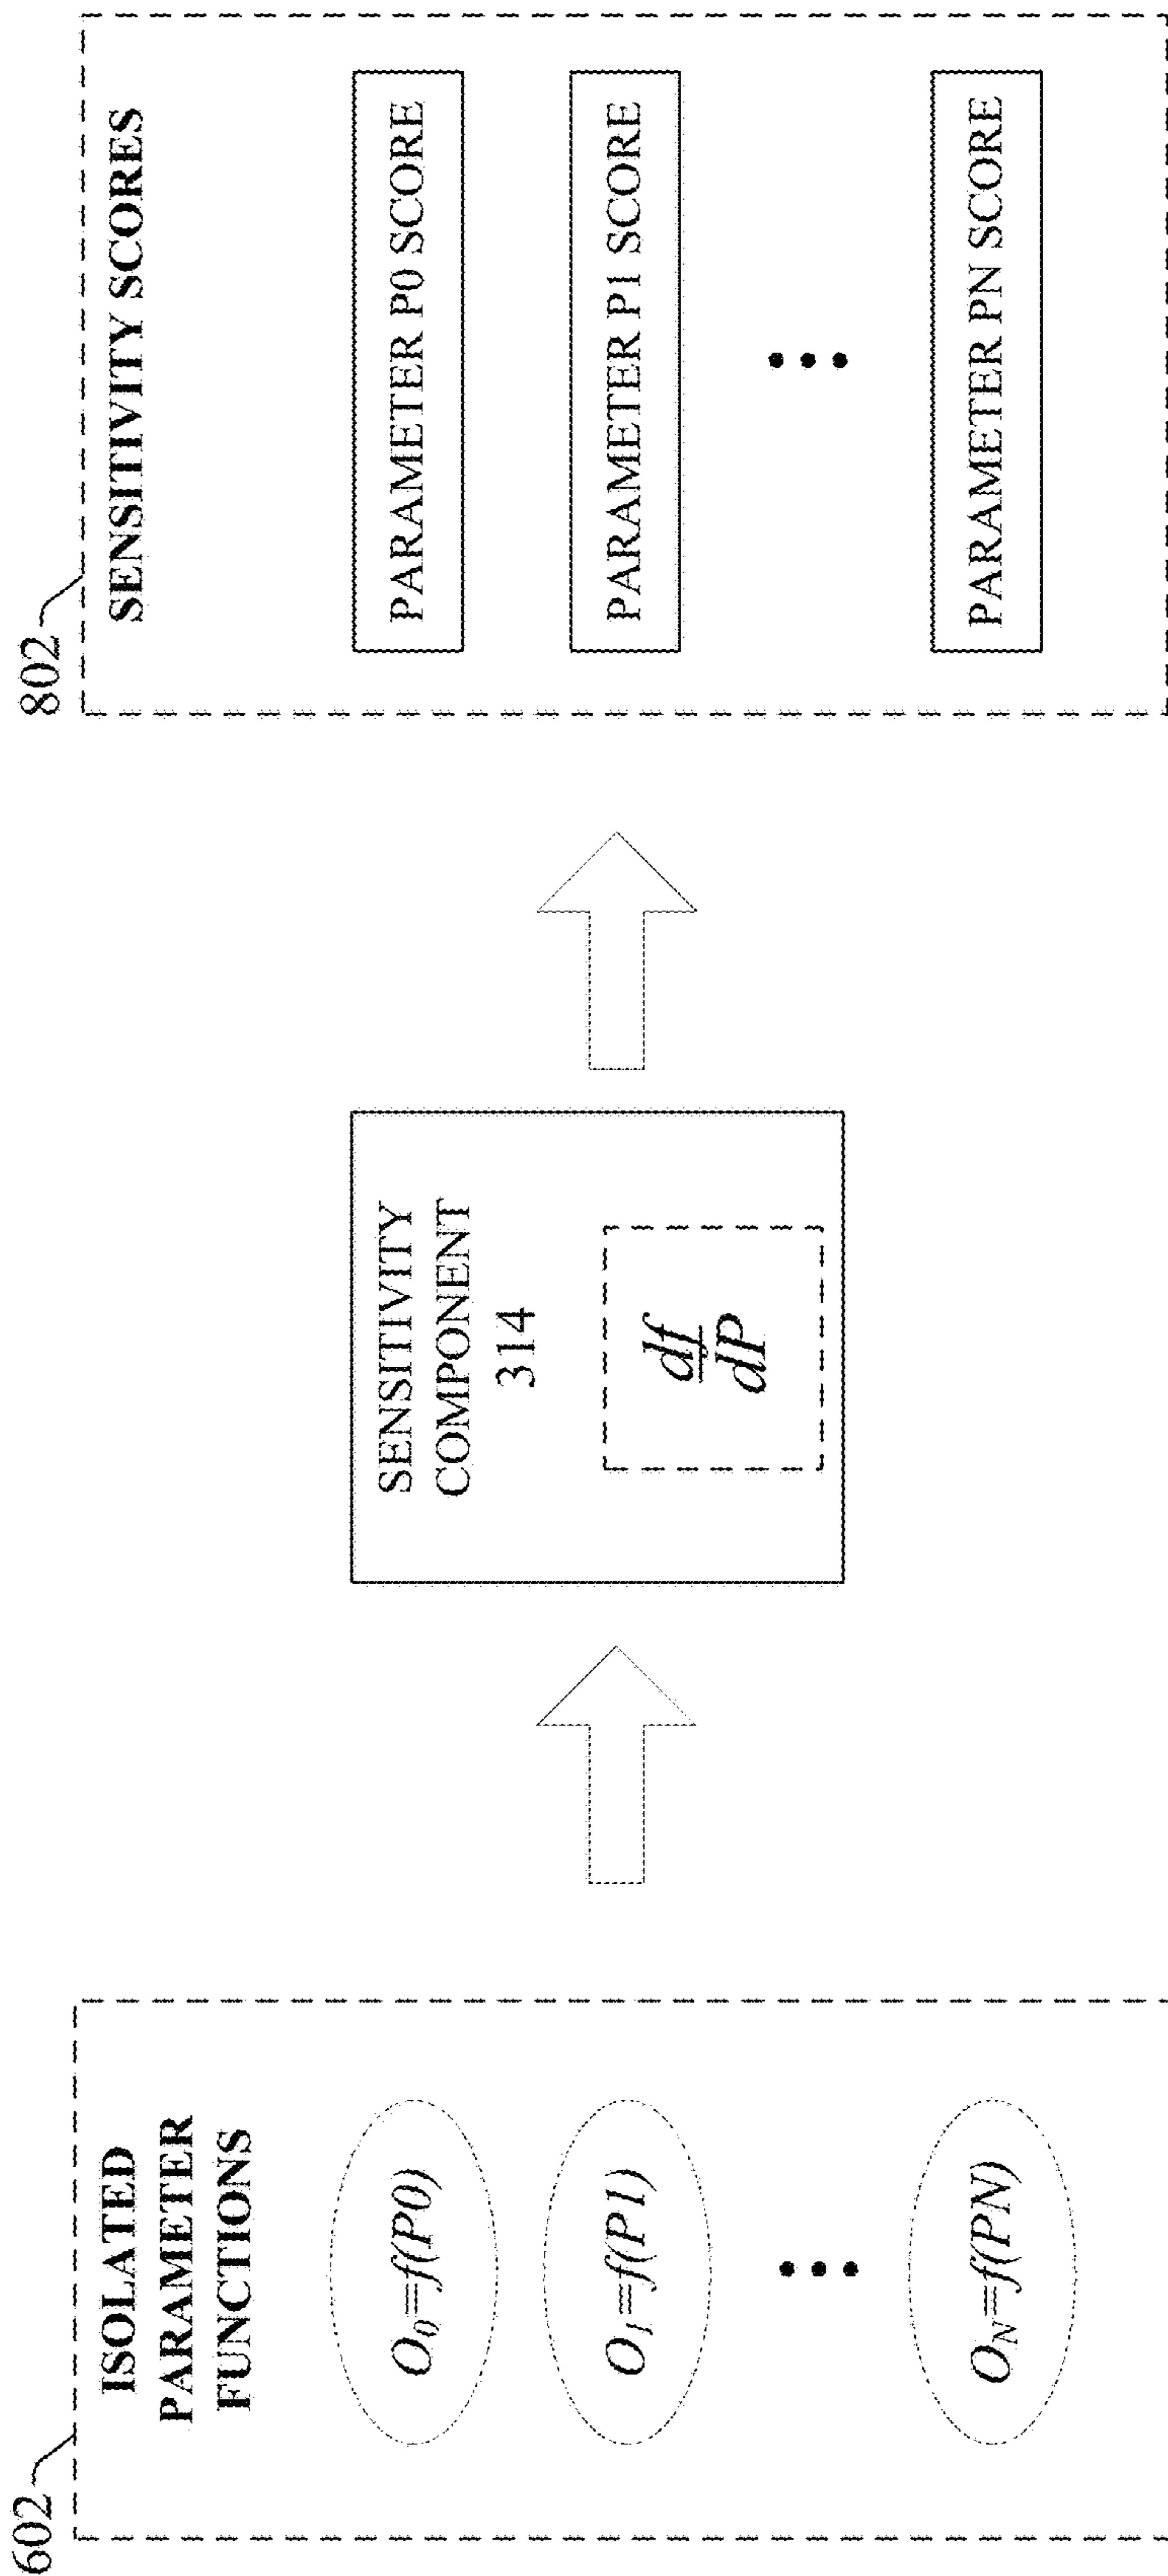 602
ISOLATED
PARAMETER
FUNCTIONS
O0=f(P0)
O1=f(P1)
ON=f(PN)
SENSITIVITY
COMPONENT
314
df
dP
802
SENSITIVITY SCORES
PARAMETER P0 SCORE
PARAMETER P1 SCORE
PARAMETER PN SCORE